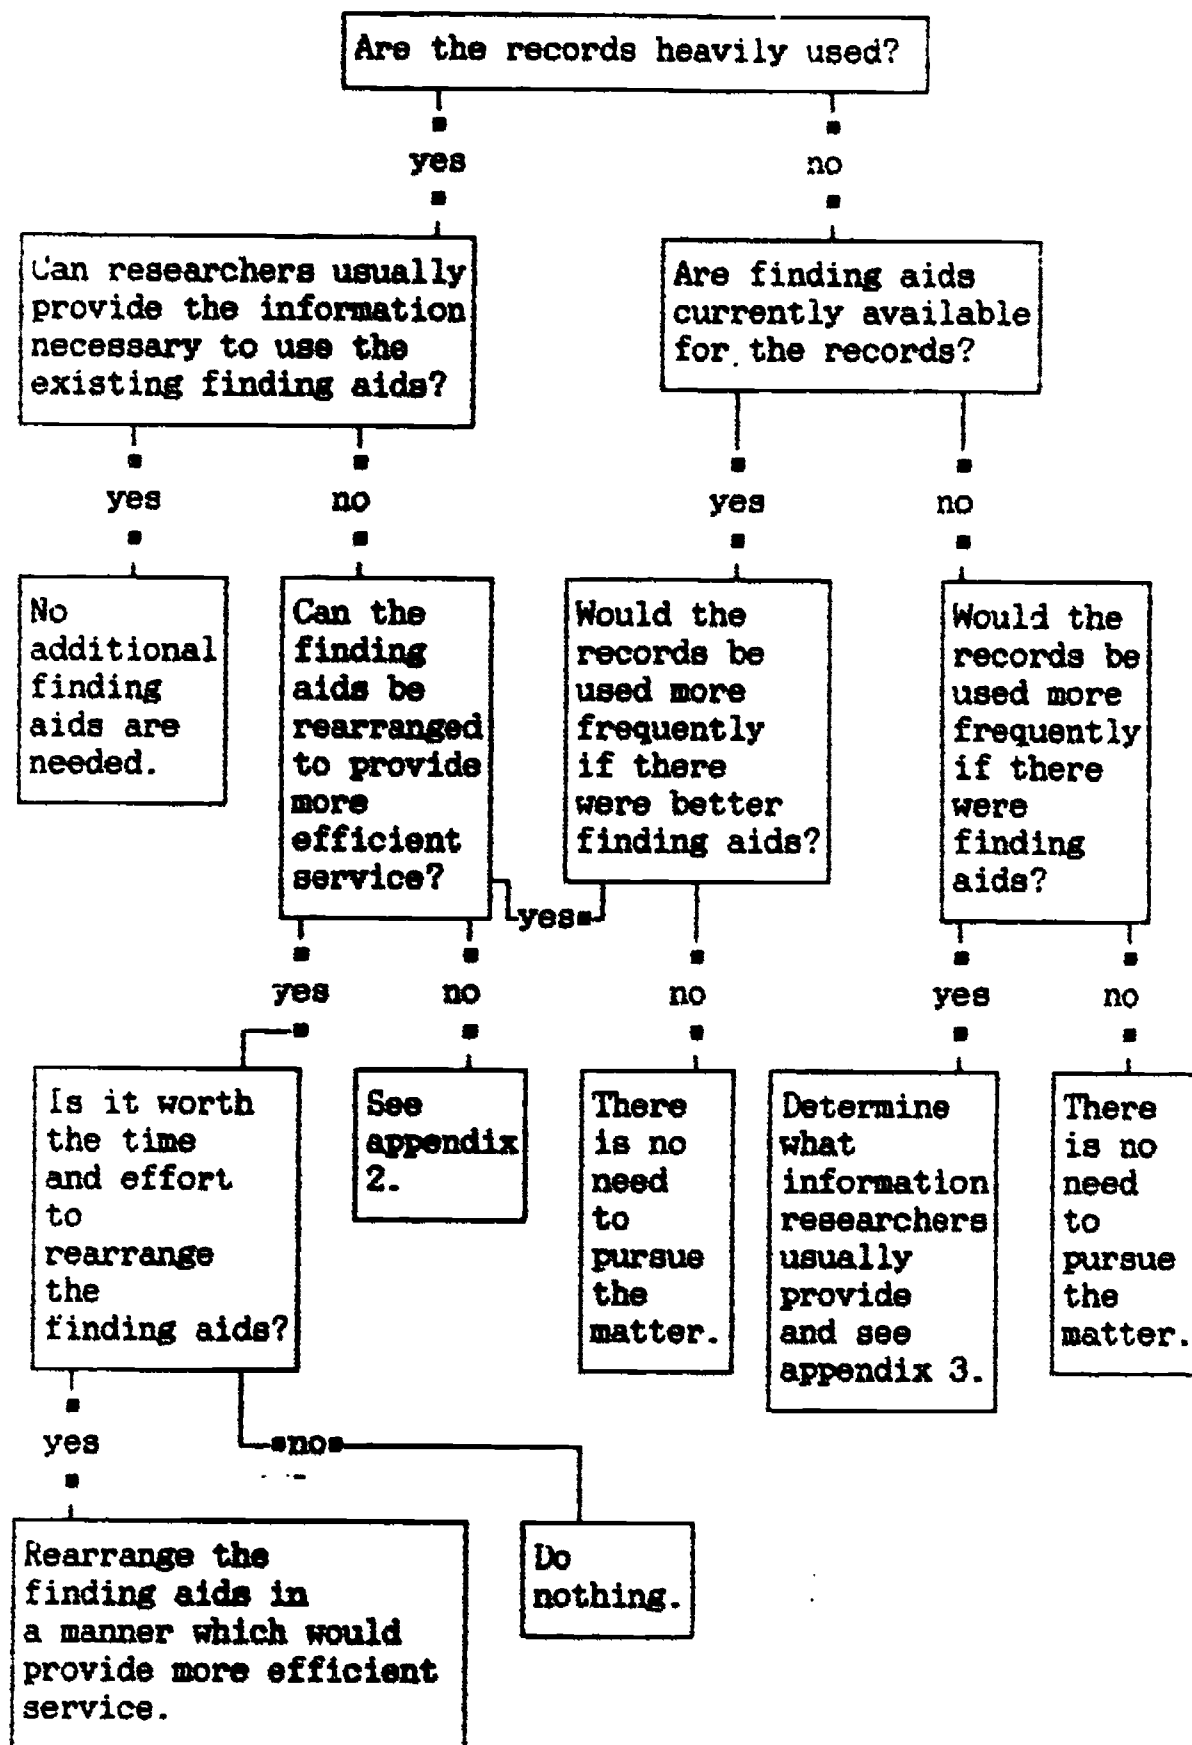 Are the records heavily used?
yes
no
Can researchers usually
provide the information
necessary to use the
existing finding aids?
Are finding aids
currently available
for the records?
yes
no
yes
no
No
additional
finding
aids are
needed.
Can the
finding
aids be
rearranged
to provide
more
efficient
service?
Would the
records be
used more
frequently
if there
were better
finding aids?
Would the
records be
used more
frequently
if there
were
finding
aids?
yes
yes
no
no
yes
no
Is it worth
the time
and effort
to
rearrange
the
finding aids?
See
appendix
2.
There
is no
need
to
pursue
the
matter.
Determine
what
information
researchers
usually
provide
and see
appendix 3.
There
is no
need
to
pursue
the
matter.
yes
no
Rearrange the
finding aids in
a manner which would
provide more efficient
service.
Do
nothing.